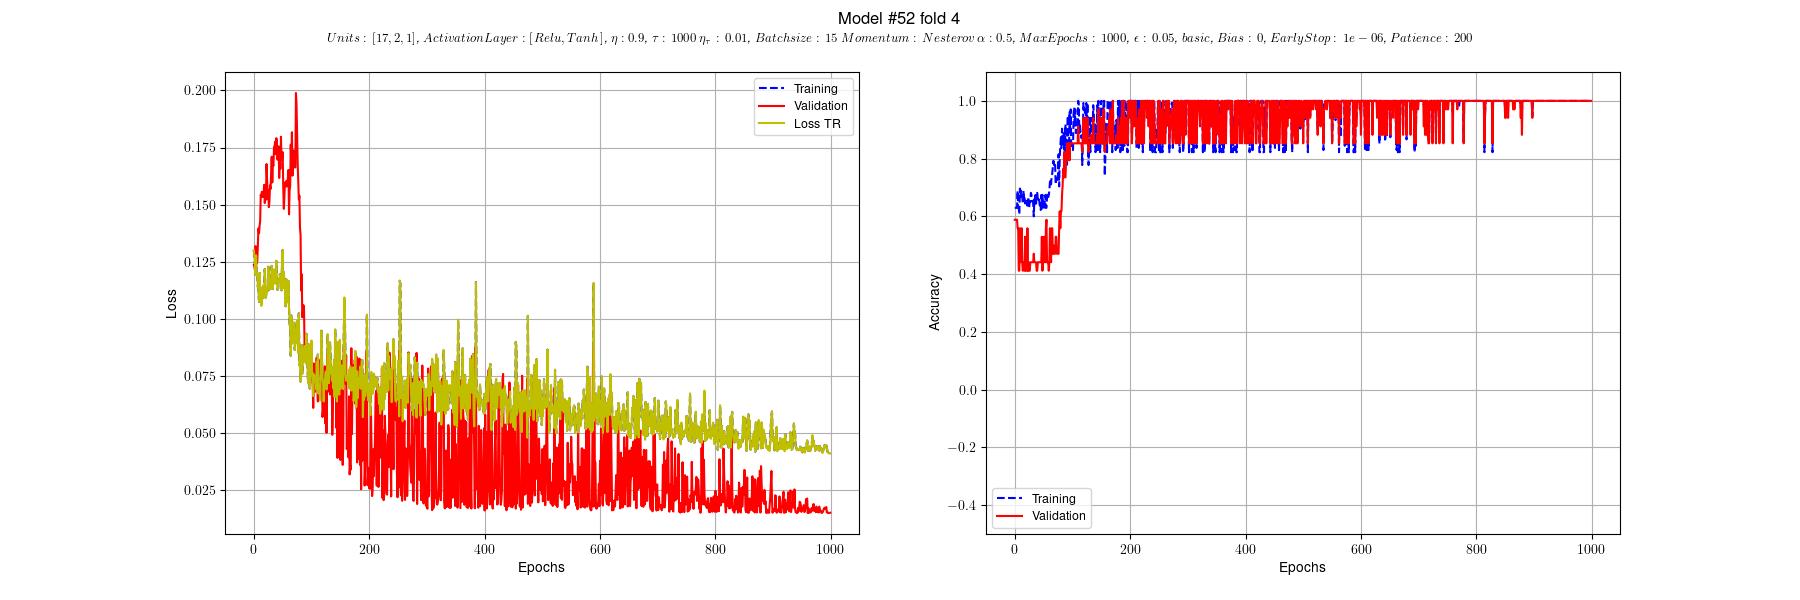 Model #52 fold 4
Units : [17, 2, 1], ActivationLayer : [Relu, Tanh], η : 0.9, τ : 1000 ητ : 0.01, Batchsize : 15 Momentum : Nesterov α : 0.5, MaxEpochs : 1000, ϵ : 0.05, basic, Bias : 0, EarlyStop : 1e − 06, Patience : 200
0.200
0.175
0.150
0.125
0.100
0.075
0.050
0.025
Loss
Training
Validation
Loss TR
0 200 400 600 800 1000
Epochs
1.0
0.8
0.6
0.4
0.2
0.0
−0.2
−0.4
Accuracy
Training
Validation
0 200 400 600 800 1000
Epochs